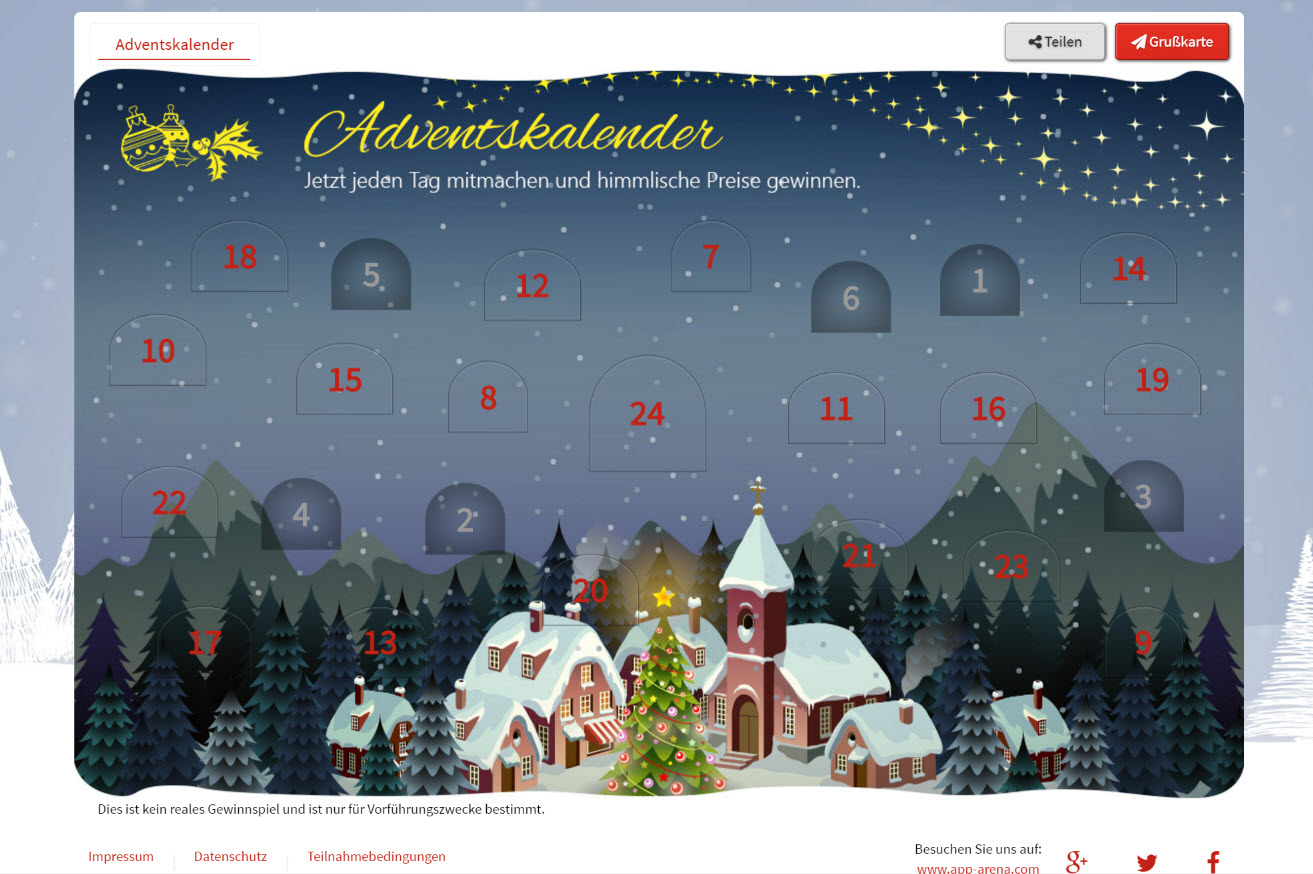 Adventskalender
Teilen
Grußkarte
Adventskalender
Jetzt jeden Tag mitmachen und himmlische Preise gewinnen.
18
5
12
7
6
1
14
10
15
8
24
11
16
19
22
4
2
20
21
23
3
17
13
9
Dies ist kein reales Gewinnspiel und ist nur für Vorführungszwecke bestimmt.
Impressum
Datenschutz
Teilnahmebedingungen
Besuchen Sie uns auf:
www.app-arena.com
g+
f